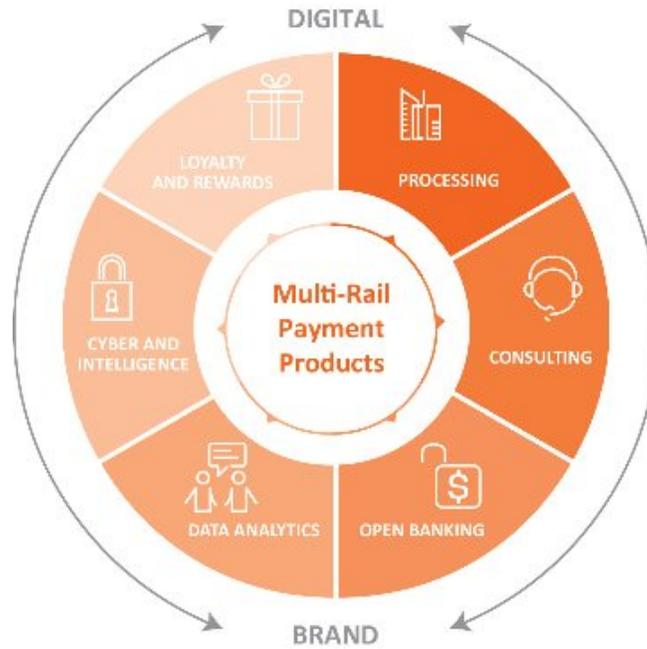 DIGITAL
LOYALTY
AND REWARDS
PROCESSING
Multi-Rail
Payment
Products
CYBER AND
INTELLIGENCE
CONSULTING
DATA ANALYTICS
$
OPEN BANKING
BRAND